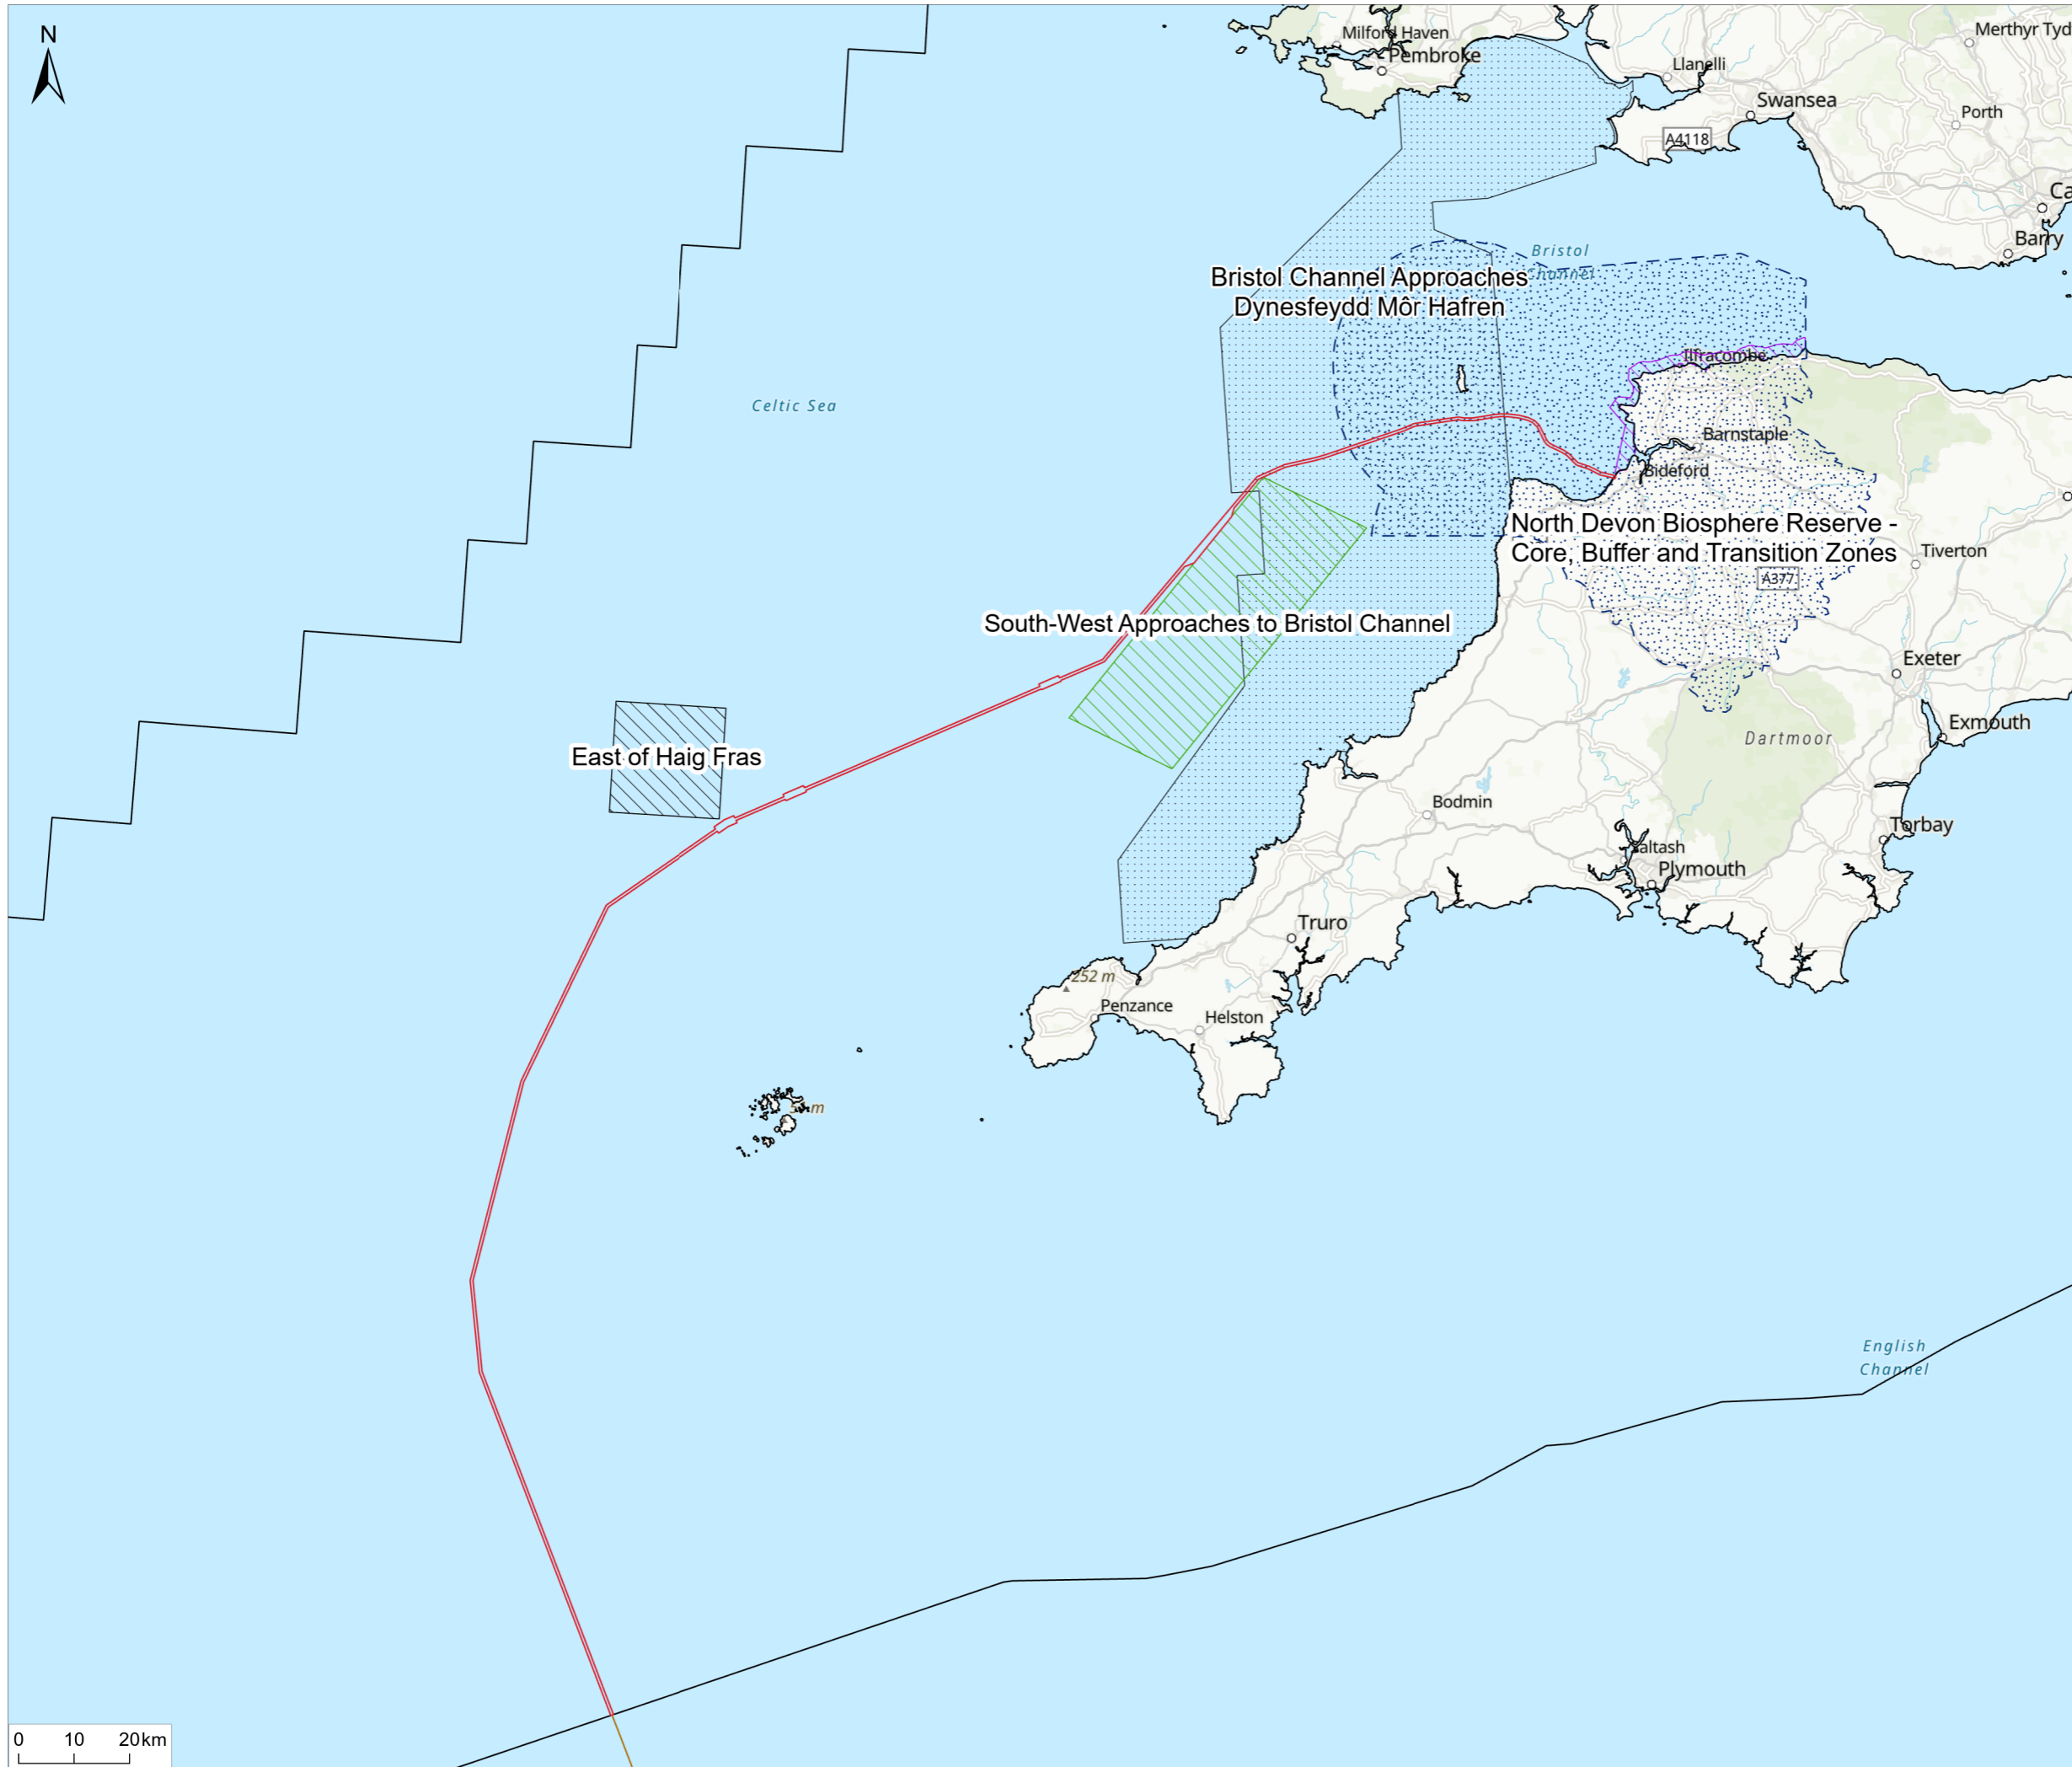 N
Milford Haven
Pembroke
Merthyr Tyd
Llanelli
Swansea
Porth
A4118
Ca
Barry
Bristol
Channel
Bristol Channel Approaches
Dynesfeydd Môr Hafren
Ilfracombe
Celtic Sea
Barnstaple
Bideford
North Devon Biosphere Reserve -
Core, Buffer and Transition Zones
Tiverton
A377
South-West Approaches to Bristol Channel
Exeter
Exmouth
Dartmoor
East of Haig Fras
Bodmin
Torbay
Saltash
Plymouth
Truro
252 m
Penzance
Helston
m
English
Channel
0 10 20km